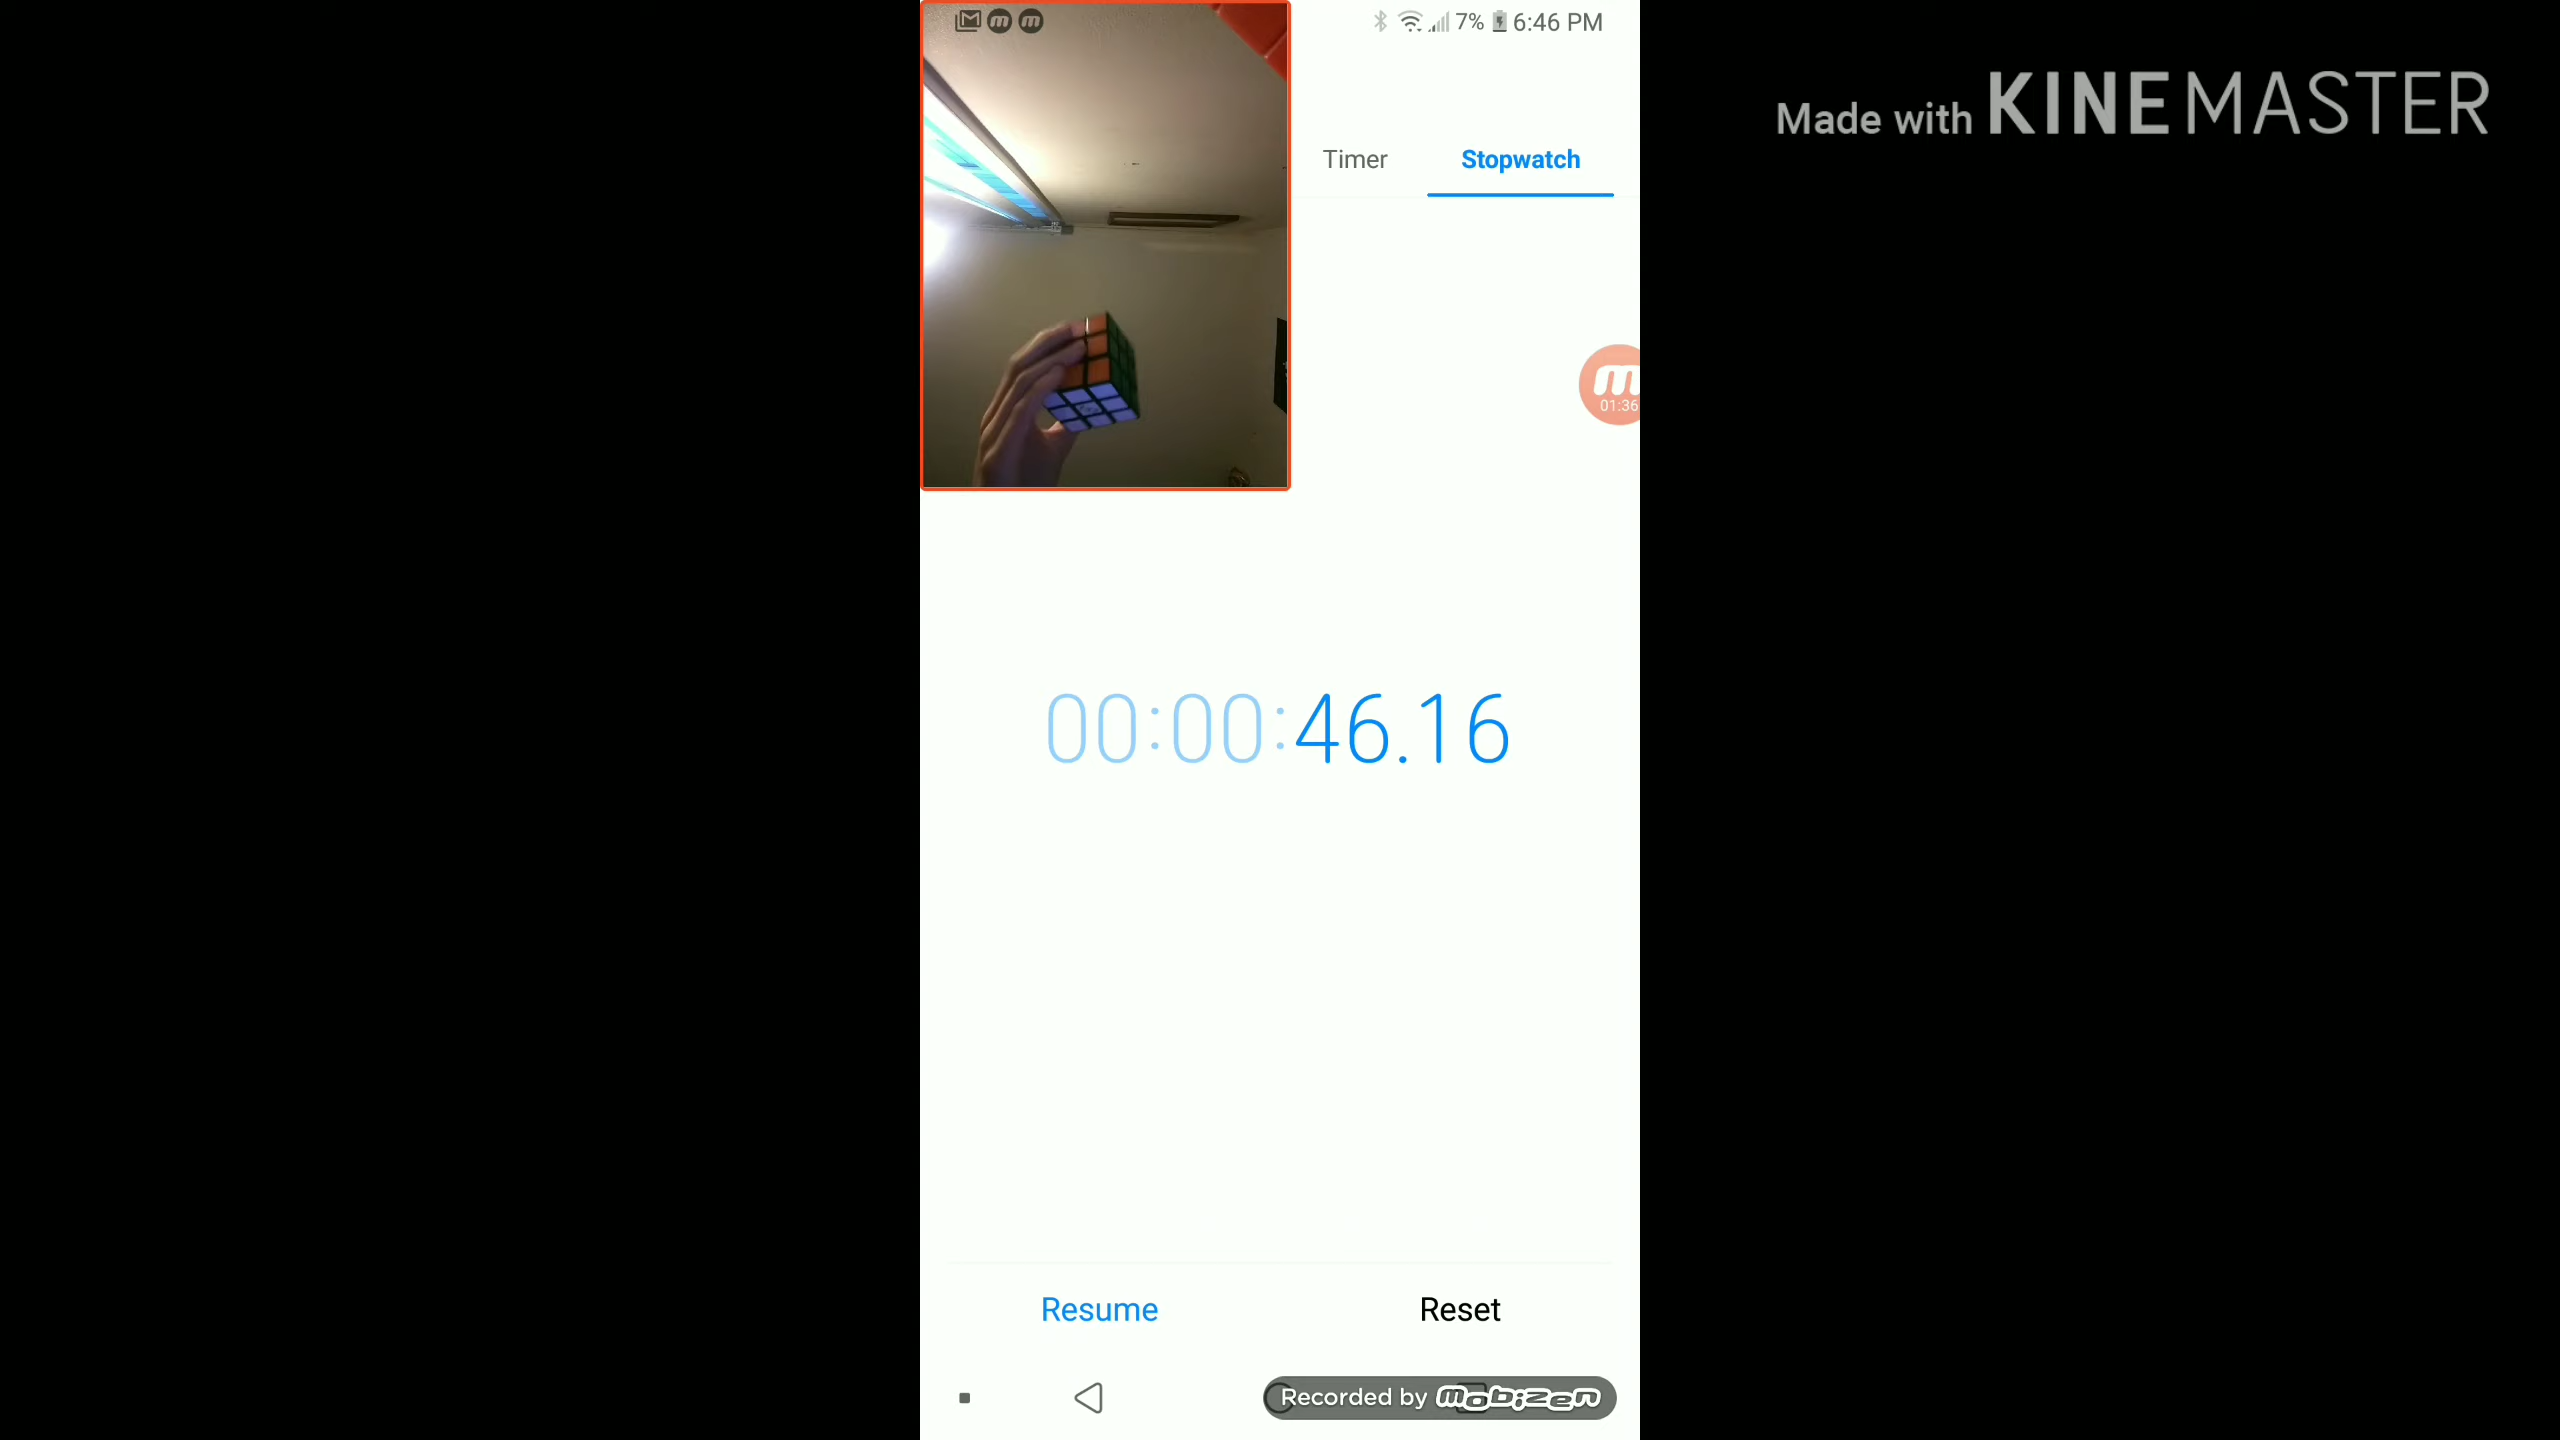 7% 6:46 PM
Made with KINEMASTER
Timer Stopwatch
01:36
00:00:46.16
Resume Reset
Recorded by mobizen